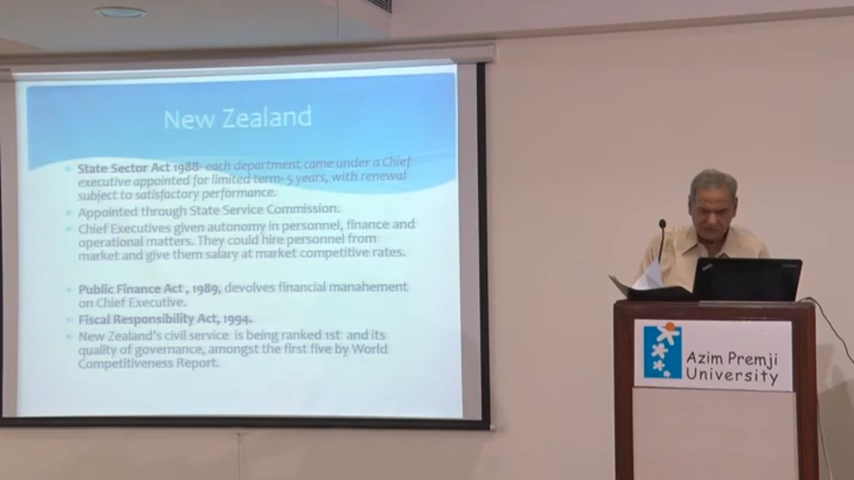 New Zealand
State Sector Act 1988- each department came under a Chief
executive appointed for limited term- 5 years, with renewal
subject to satisfactory performance.
Appointed through State Service Commission.
Chief Executives given autonomy in personnel, finance and
operational matters. They could hire personnel from
market and give them salary at market competitive rates.
Public Finance Act , 1989, devolves financial manahement
on Chief Executive.
Fiscal Responsibility Act, 1994.
New Zealand's civil service is being ranked 1st and its
quality of governance, amongst the first five by World
Competitiveness Report.
Azim Premji
University